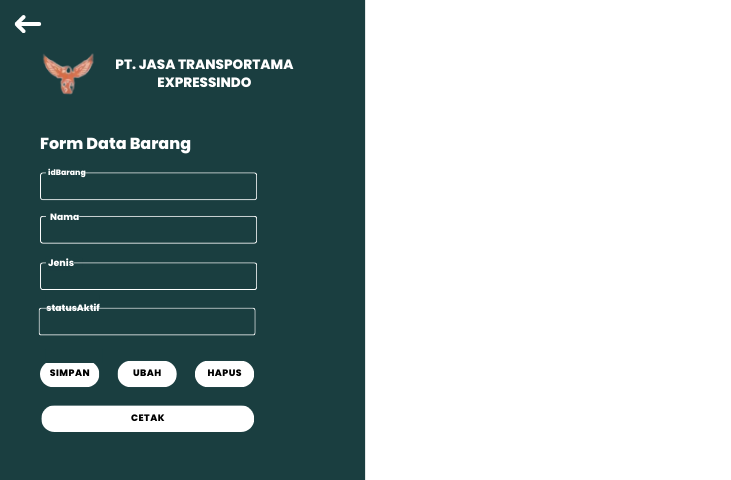 PT. JASA TRANSPORTAMA
EXPRESSINDO
Form Data Barang
idBarang
Nama
Jenis
statusAktif
SIMPAN UBAH HAPUS
CETAK